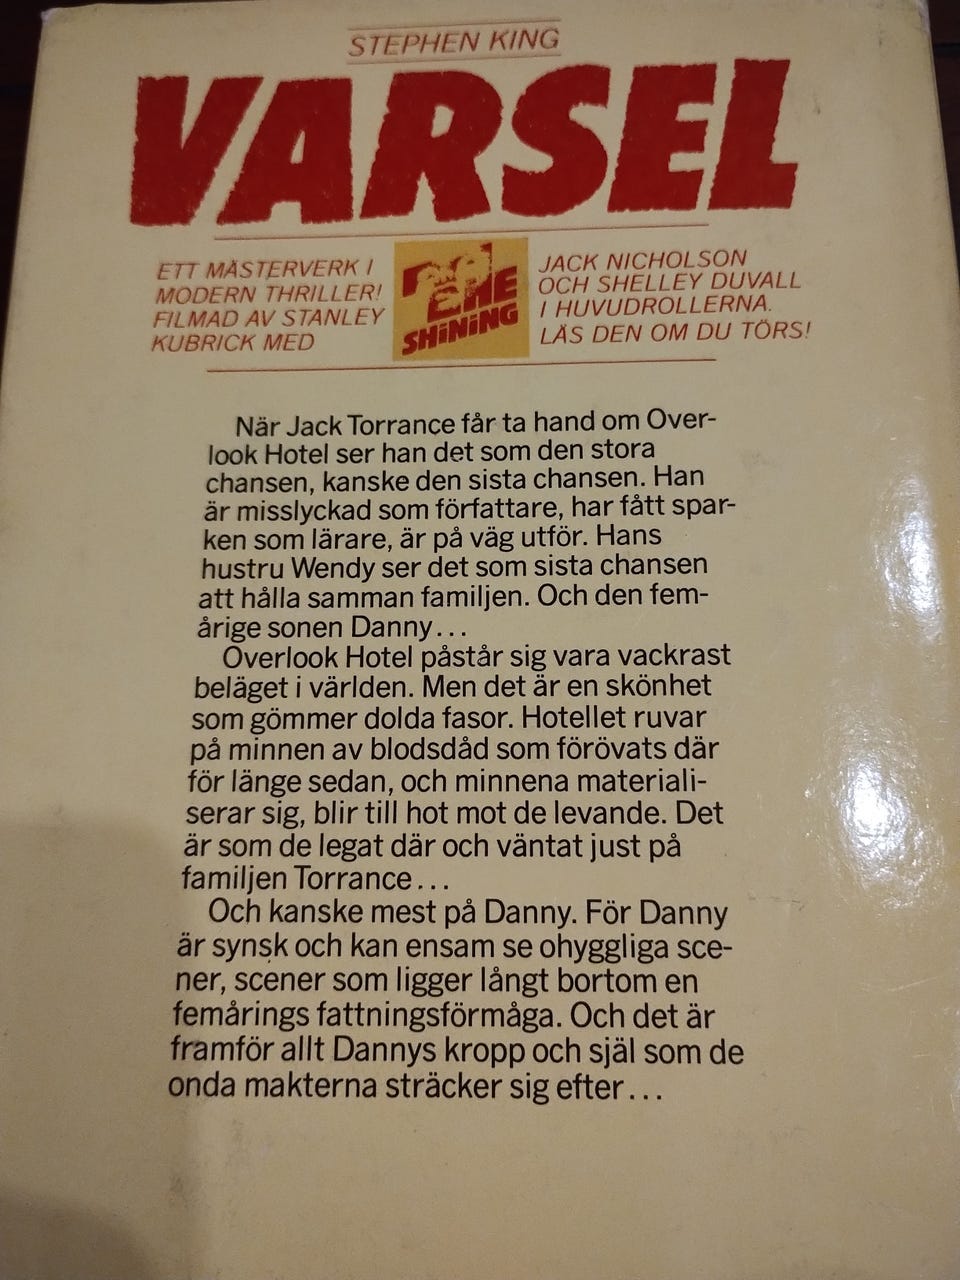 STEPHEN KING
VARSEL
ETT MÄSTERVERK I
MODERN THRILLER!
FILMAD AV STANLEY
KUBRICK MED
THE
SHiNiNG
JACK NICHOLSON
OCH SHELLEY DUVALL
I HUVUDROLLERNA.
LÄS DEN OM DU TÖRS!
När Jack Torrance får ta hand om Over-
look Hotel ser han det som den stora
chansen, kanske den sista chansen. Han
är misslyckad som författare, har fått spar-
ken som lärare, är på väg utför. Hans
hustru Wendy ser det som sista chansen
att hålla samman familjen. Och den fem-
årige sonen Danny...
Overlook Hotel påstår sig vara vackrast
beläget i världen. Men det är en skönhet
som gömmer dolda fasor. Hotellet ruvar
på minnen av blodsdåd som förövats där
för länge sedan, och minnena materiali-
serar sig, blir till hot mot de levande. Det
är som de legat där och väntat just på
familjen Torrance...
Och kanske mest på Danny. För Danny
är synsk och kan ensam se ohyggliga sce-
ner, scener som ligger långt bortom en
femårings fattningsförmåga. Och det är
framför allt Dannys kropp och själ som de
onda makterna sträcker sig efter...